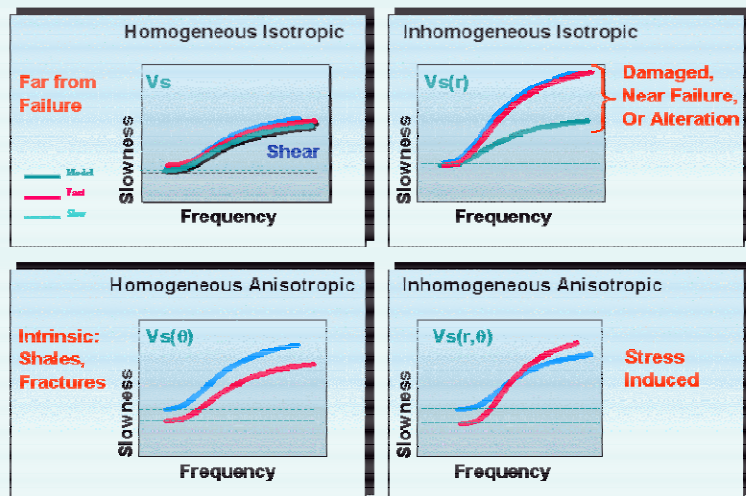 Homogeneous Isotropic
Far from
Failure
Vs
Shear
Model
Fast
Slow
Slowness
Frequency
Inhomogeneous Isotropic
Vs(r)
Damaged,
Near Failure,
Or Alteration
Slowness
Frequency
Homogeneous Anisotropic
Intrinsic:
Shales,
Fractures
Vs(θ)
Slowness
Frequency
Inhomogeneous Anisotropic
Vs(r,θ)
Stress
Induced
Slowness
Frequency